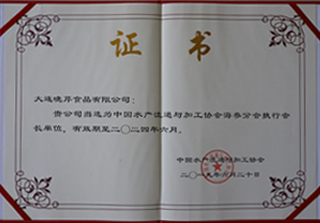 证书
大连晓芹食品有限公司：
贵公司当选为中国水产流通与加工协会海参分会执行会
长单位，有效期至二〇二四年六月。
中国水产流通与加工协会
二〇一九年六月二十日